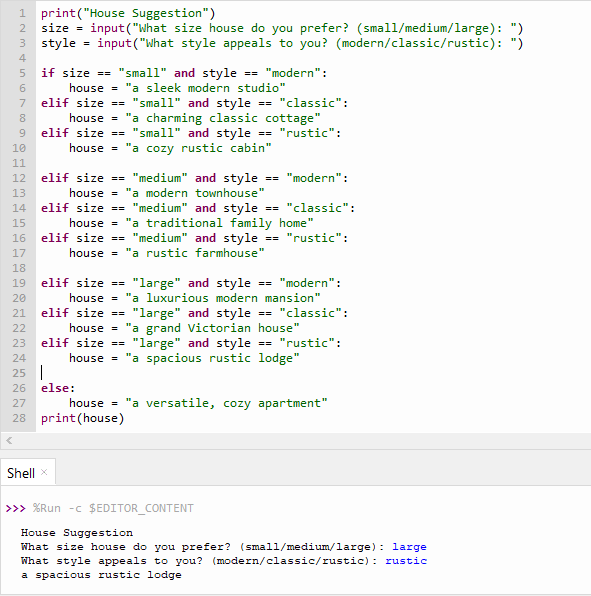 1 print("House Suggestion")
2 size = input("What size house do you prefer? (small/medium/large): ")
3 style = input("What style appeals to you? (modern/classic/rustic): ")
4
5 if size == "small" and style == "modern":
6     house = "a sleek modern studio"
7 elif size == "small" and style == "classic":
8     house = "a charming classic cottage"
9 elif size == "small" and style == "rustic":
10     house = "a cozy rustic cabin"
11
12 elif size == "medium" and style == "modern":
13     house = "a modern townhouse"
14 elif size == "medium" and style == "classic":
15     house = "a traditional family home"
16 elif size == "medium" and style == "rustic":
17     house = "a rustic farmhouse"
18
19 elif size == "large" and style == "modern":
20     house = "a luxurious modern mansion"
21 elif size == "large" and style == "classic":
22     house = "a grand Victorian house"
23 elif size == "large" and style == "rustic":
24     house = "a spacious rustic lodge"
25
26 else:
27     house = "a versatile, cozy apartment"
28 print(house)
Shell ×
>>> %Run -c $EDITOR_CONTENT
House Suggestion
What size house do you prefer? (small/medium/large): large
What style appeals to you? (modern/classic/rustic): rustic
a spacious rustic lodge